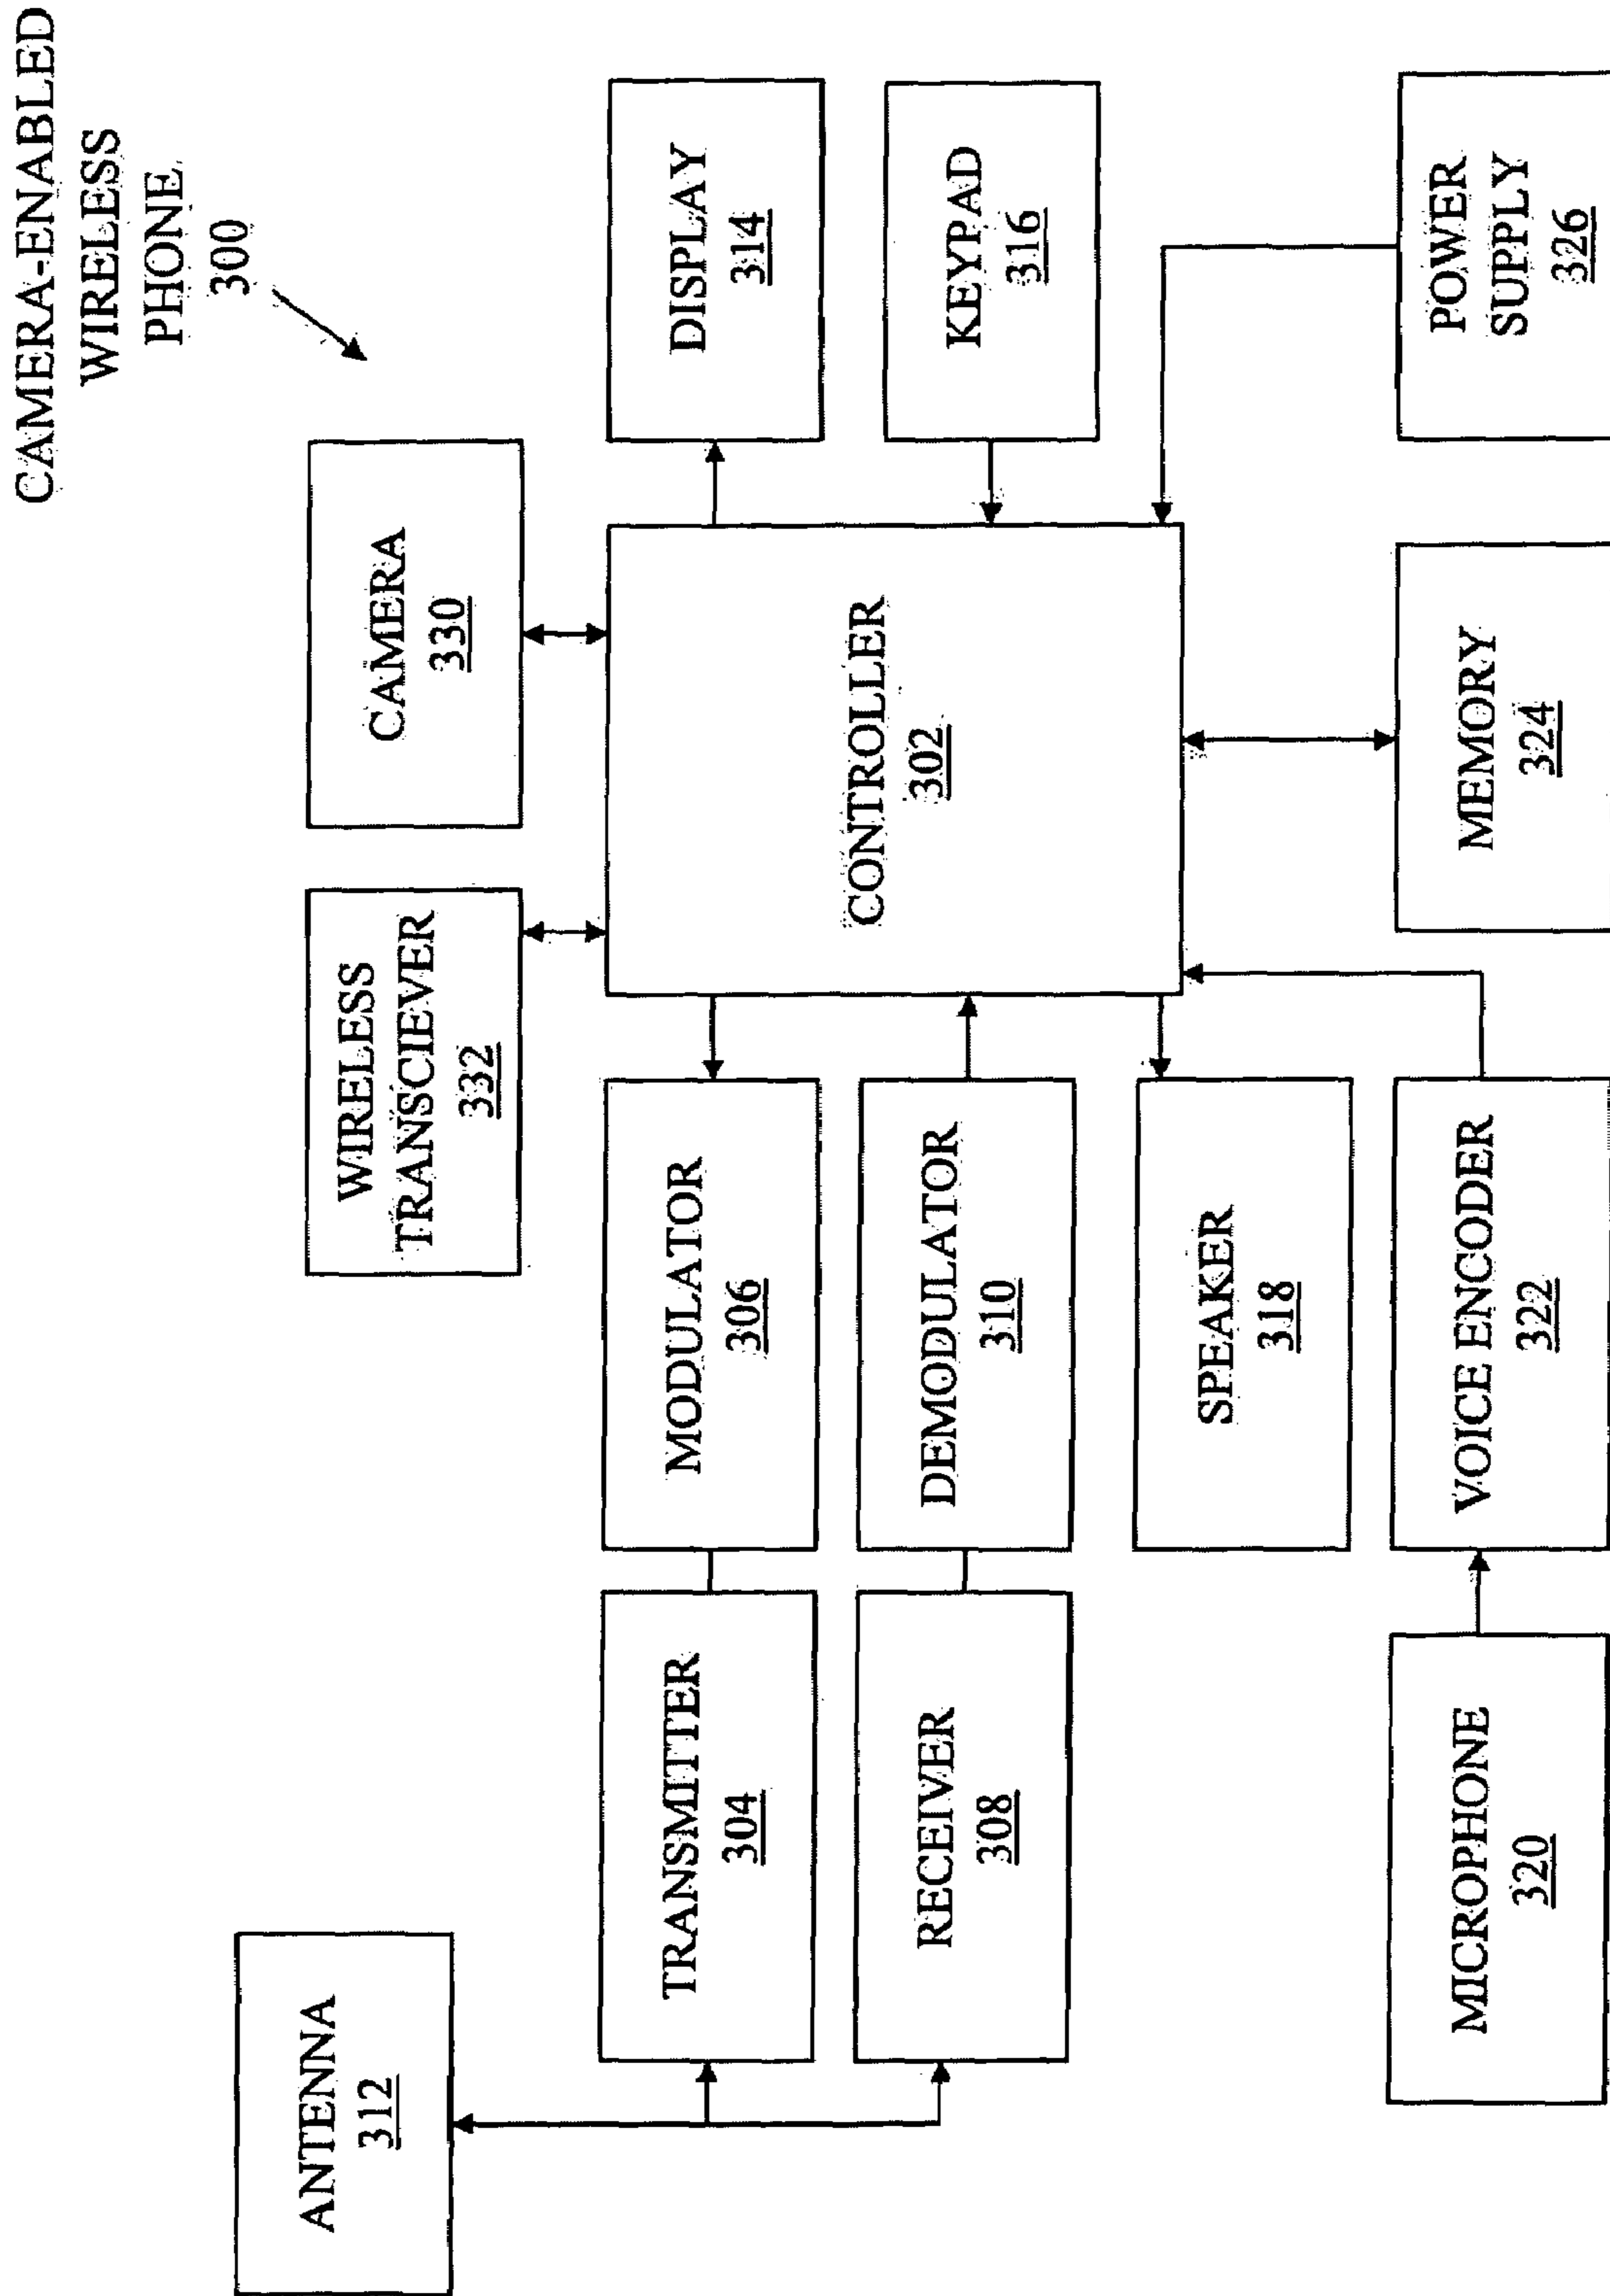 CAMERA-ENABLED
WIRELESS
PHONE
300
ANTENNA
312
WIRELESS
TRANSCIEVER
332
CAMERA
330
TRANSMITTER
304
MODULATOR
306
CONTROLLER
302
DISPLAY
314
RECEIVER
308
DEMODULATOR
310
KEYPAD
316
SPEAKER
318
MICROPHONE
320
VOICE ENCODER
322
MEMORY
324
POWER
SUPPLY
326